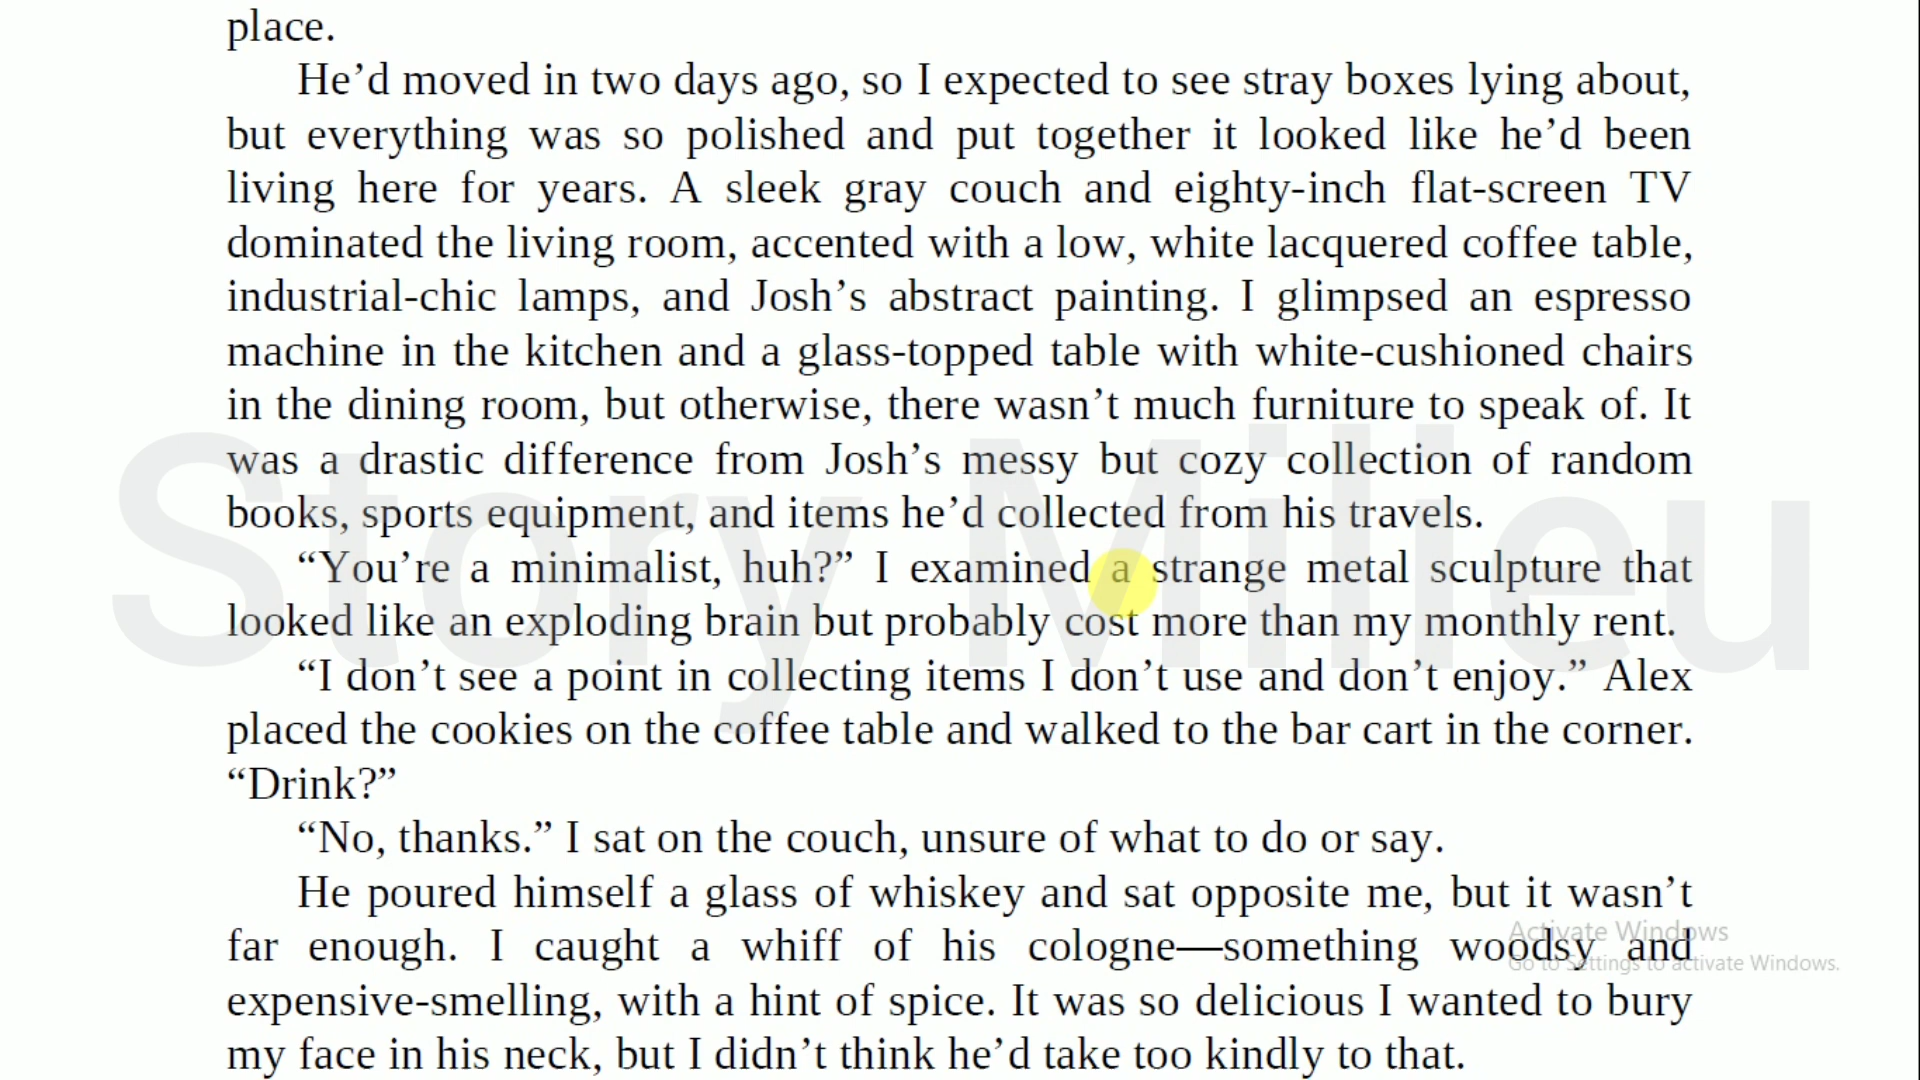 place.
He’d moved in two days ago, so I expected to see stray boxes lying about,
but everything was so polished and put together it looked like he’d been
living here for years. A sleek gray couch and eighty-inch flat-screen TV
dominated the living room, accented with a low, white lacquered coffee table,
industrial-chic lamps, and Josh’s abstract painting. I glimpsed an espresso
machine in the kitchen and a glass-topped table with white-cushioned chairs
in the dining room, but otherwise, there wasn’t much furniture to speak of. It
was a drastic difference from Josh’s messy but cozy collection of random
books, sports equipment, and items he’d collected from his travels.
“You’re a minimalist, huh?” I examined a strange metal sculpture that
looked like an exploding brain but probably cost more than my monthly rent.
“I don’t see a point in collecting items I don’t use and don’t enjoy.” Alex
placed the cookies on the coffee table and walked to the bar cart in the corner.
“Drink?”
“No, thanks.” I sat on the couch, unsure of what to do or say.
He poured himself a glass of whiskey and sat opposite me, but it wasn’t
far enough. I caught a whiff of his cologne—something woodsy and
expensive-smelling, with a hint of spice. It was so delicious I wanted to bury
my face in his neck, but I didn’t think he’d take too kindly to that.
Story Milieu
Activate Windows
Go to Settings to activate Windows.